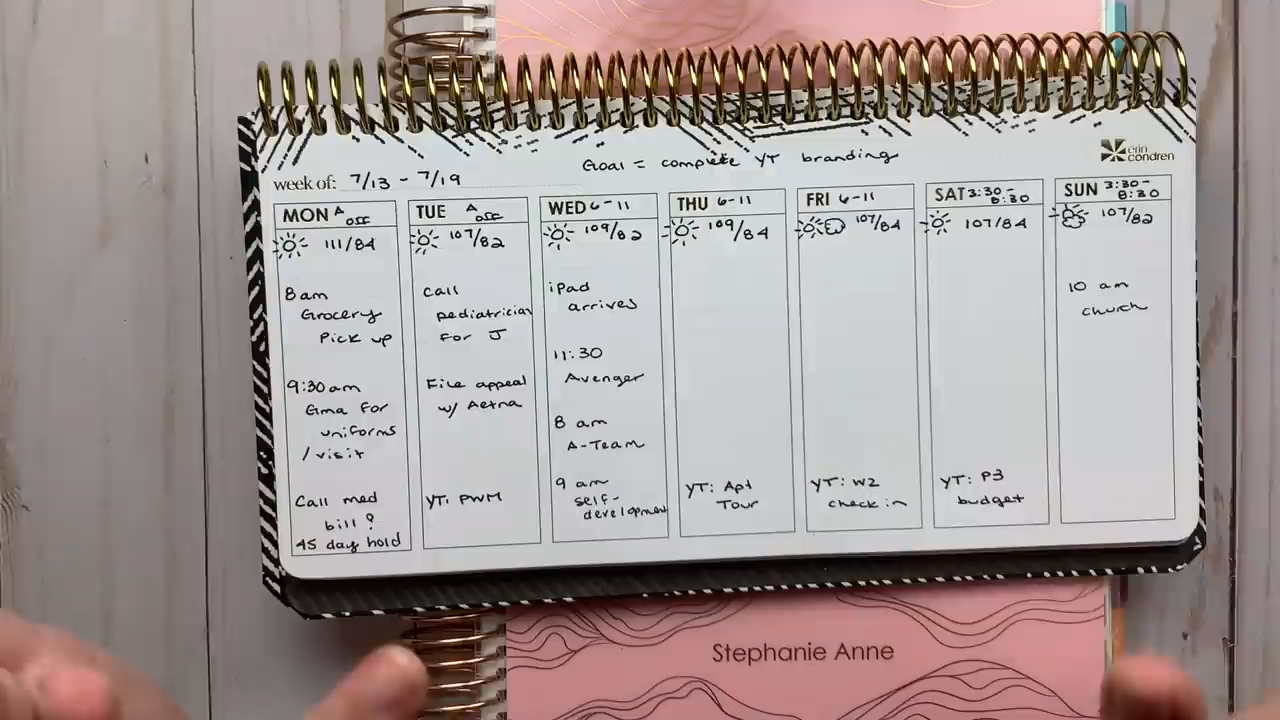 Goal = complete YT branding
erin condren
week of: 7/13 - 7/19
MON A OFF
111/84
8am
Grocery
Pick up
9:30am
Gma for
uniforms
/visit
Call med
bill?
45 day hold
TUE A OFF
107/82
call
pediatrician
for J
File appeal
w/ Aetna
YT: PWM
WED 6-11
109/82
iPad
arrives
11:30
Avenger
8 am
A-Team
9 am
self-
development
THU 6-11
109/84
YT: Apt
Tour
FRI 6-11
107/84
YT: W2
check in
SAT 3:30-
8:30
107/84
YT: P3
budget
SUN 3:30-
8:30
107/82
10 am
church
Stephanie Anne